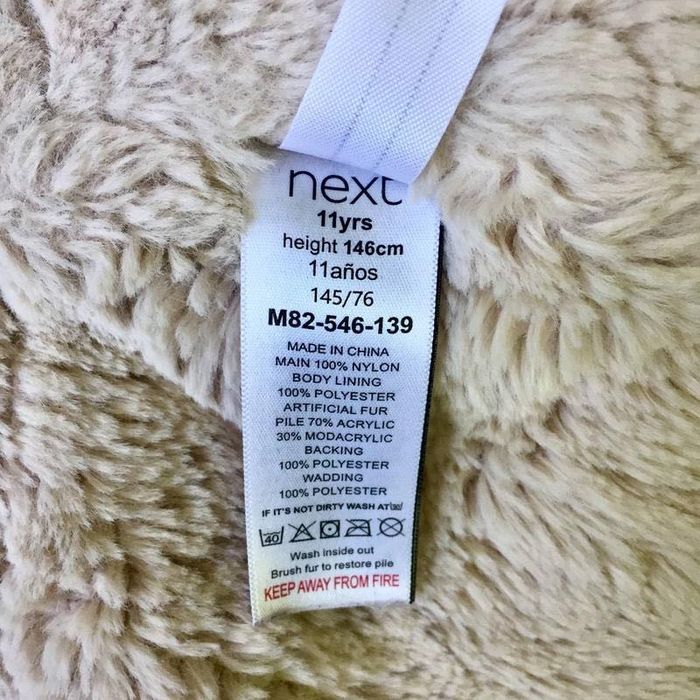 next
11yrs
height 146cm
11años
145/76
M82-546-139
MADE IN CHINA
MAIN 100% NYLON
BODY LINING
100% POLYESTER
ARTIFICIAL FUR
PILE 70% ACRYLIC
30% MODACRYLIC
BACKING
100% POLYESTER
WADDING
100% POLYESTER
IF IT'S NOT DIRTY WASH AT 30
40
Wash inside out
Brush fur to restore pile
KEEP AWAY FROM FIRE